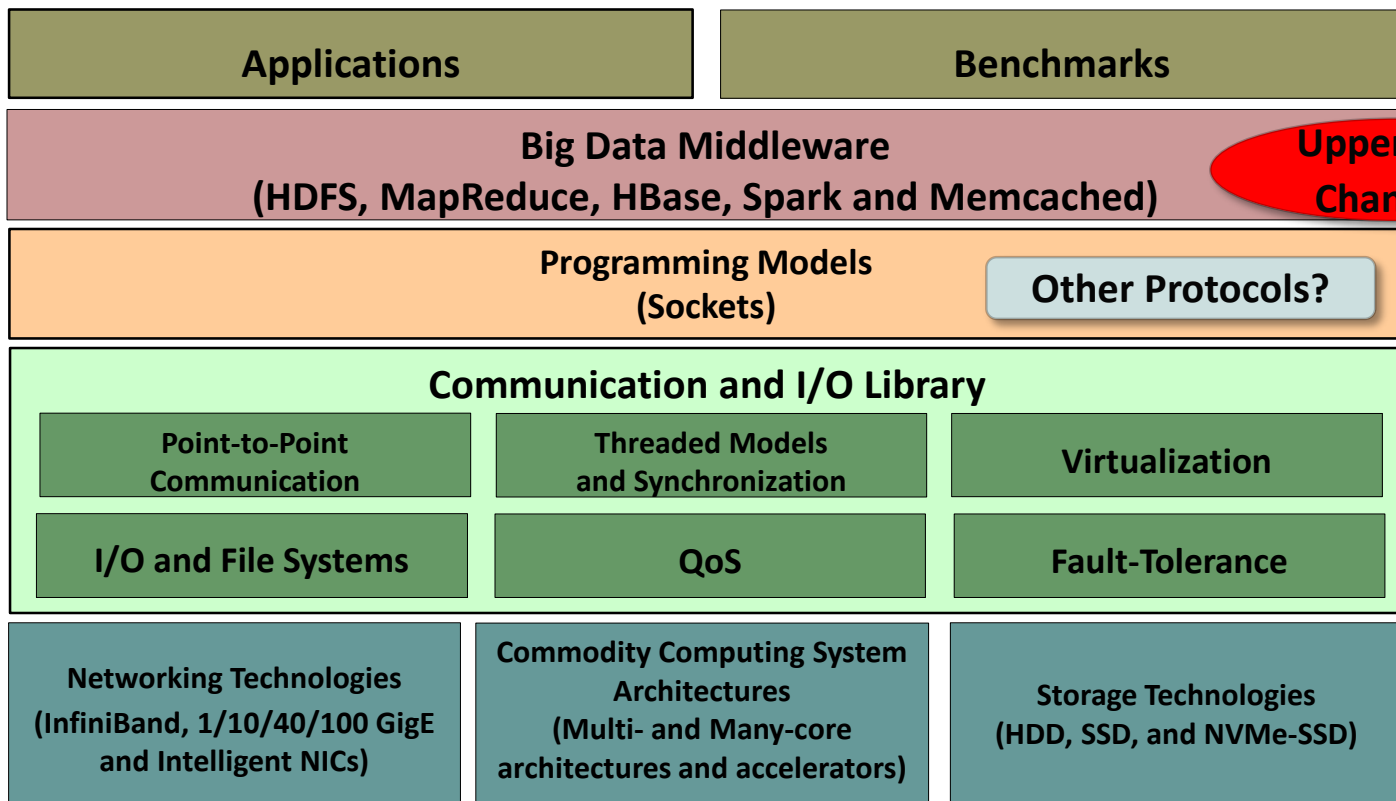 Applications
Benchmarks
Big Data Middleware
(HDFS, MapReduce, HBase, Spark and Memcached)
Upper
Programming Models
(Sockets)
Other Protocols?
Communication and I/O Library
Point-to-Point
Communication
Threaded Models
and Synchronization
Virtualization
I/O and File Systems
QoS
Fault-Tolerance
Networking Technologies
(InfiniBand, 1/10/40/100 GigE
and Intelligent NICs)
Commodity Computing System
Architectures
(Multi- and Many-core
architectures and accelerators)
Storage Technologies
(HDD, SSD, and NVMe-SSD)